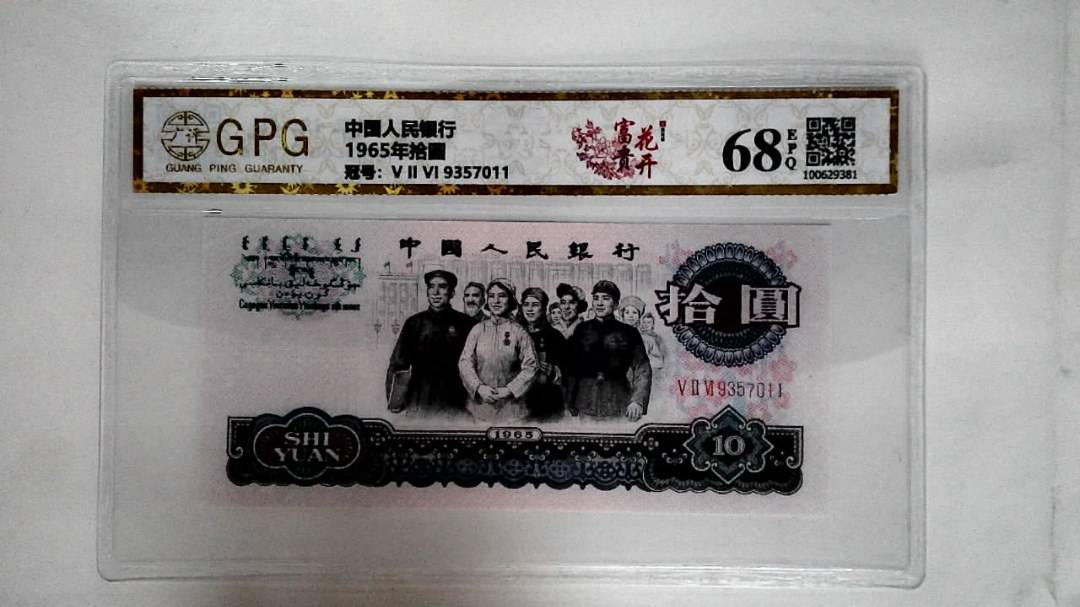 GPG
GUANG PING GUARANTY
中国人民银行
1965年拾圆
冠号：V II VI 9357011
富贵
花开
68
EPQ
100629381
中國人民銀行
拾圓
V II VI 9357011
1965
SHI
YUAN
10